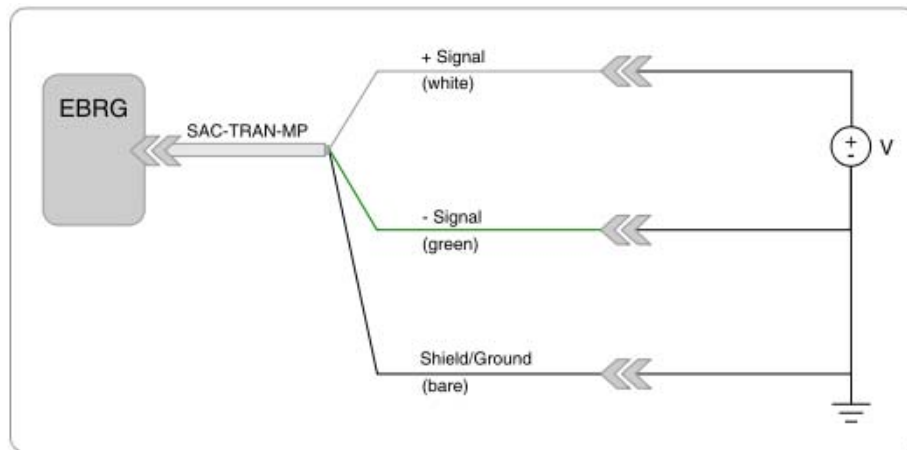 + Signal
(white)
EBRG
SAC-TRAN-MP
+
-
V
- Signal
(green)
Shield/Ground
(bare)